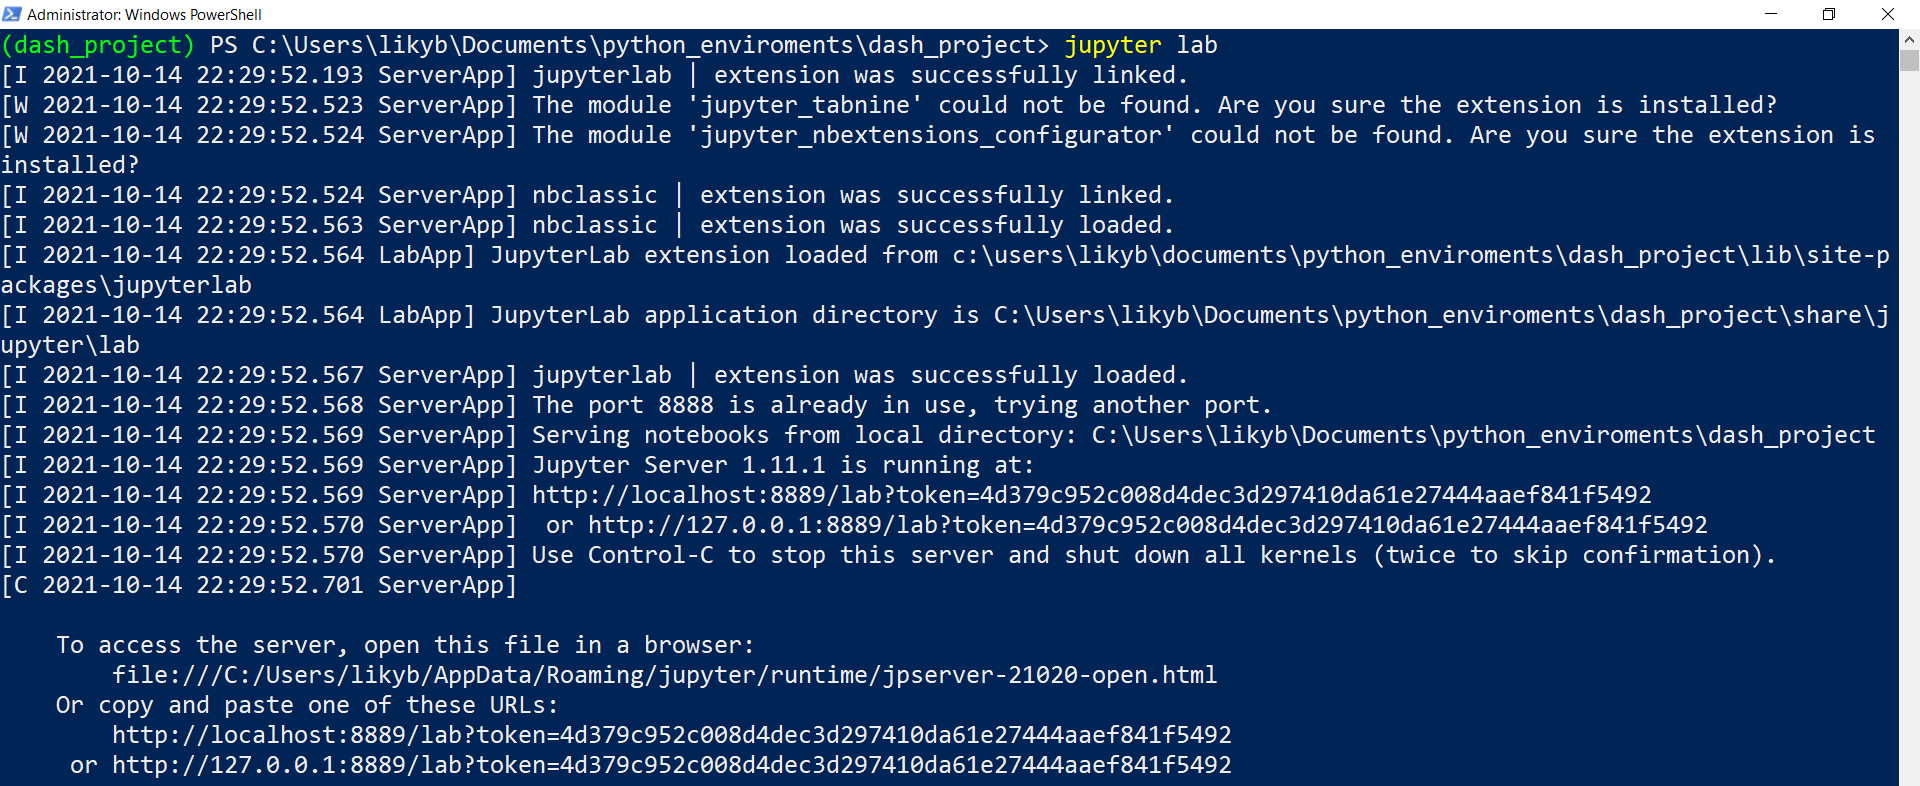 Administrator: Windows PowerShell
(dash_project) PS C:\Users\likyb\Documents\python_enviroments\dash_project> jupyter lab
[I 2021-10-14 22:29:52.193 ServerApp] jupyterlab | extension was successfully linked.
[W 2021-10-14 22:29:52.523 ServerApp] The module 'jupyter_tabnine' could not be found. Are you sure the extension is installed?
[W 2021-10-14 22:29:52.524 ServerApp] The module 'jupyter_nbextensions_configurator' could not be found. Are you sure the extension is
installed?
[I 2021-10-14 22:29:52.524 ServerApp] nbclassic | extension was successfully linked.
[I 2021-10-14 22:29:52.563 ServerApp] nbclassic | extension was successfully loaded.
[I 2021-10-14 22:29:52.564 LabApp] JupyterLab extension loaded from c:\users\likyb\documents\python_enviroments\dash_project\lib\site-p
ackages\jupyterlab
[I 2021-10-14 22:29:52.564 LabApp] JupyterLab application directory is C:\Users\likyb\Documents\python_enviroments\dash_project\share\j
upyter\lab
[I 2021-10-14 22:29:52.567 ServerApp] jupyterlab | extension was successfully loaded.
[I 2021-10-14 22:29:52.568 ServerApp] The port 8888 is already in use, trying another port.
[I 2021-10-14 22:29:52.569 ServerApp] Serving notebooks from local directory: C:\Users\likyb\Documents\python_enviroments\dash_project
[I 2021-10-14 22:29:52.569 ServerApp] Jupyter Server 1.11.1 is running at:
[I 2021-10-14 22:29:52.569 ServerApp] http://localhost:8889/lab?token=4d379c952c008d4dec3d297410da61e27444aaef841f5492
[I 2021-10-14 22:29:52.570 ServerApp]  or http://127.0.0.1:8889/lab?token=4d379c952c008d4dec3d297410da61e27444aaef841f5492
[I 2021-10-14 22:29:52.570 ServerApp] Use Control-C to stop this server and shut down all kernels (twice to skip confirmation).
[C 2021-10-14 22:29:52.701 ServerApp]
To access the server, open this file in a browser:
file:///C:/Users/likyb/AppData/Roaming/jupyter/runtime/jpserver-21020-open.html
Or copy and paste one of these URLs:
http://localhost:8889/lab?token=4d379c952c008d4dec3d297410da61e27444aaef841f5492
or http://127.0.0.1:8889/lab?token=4d379c952c008d4dec3d297410da61e27444aaef841f5492